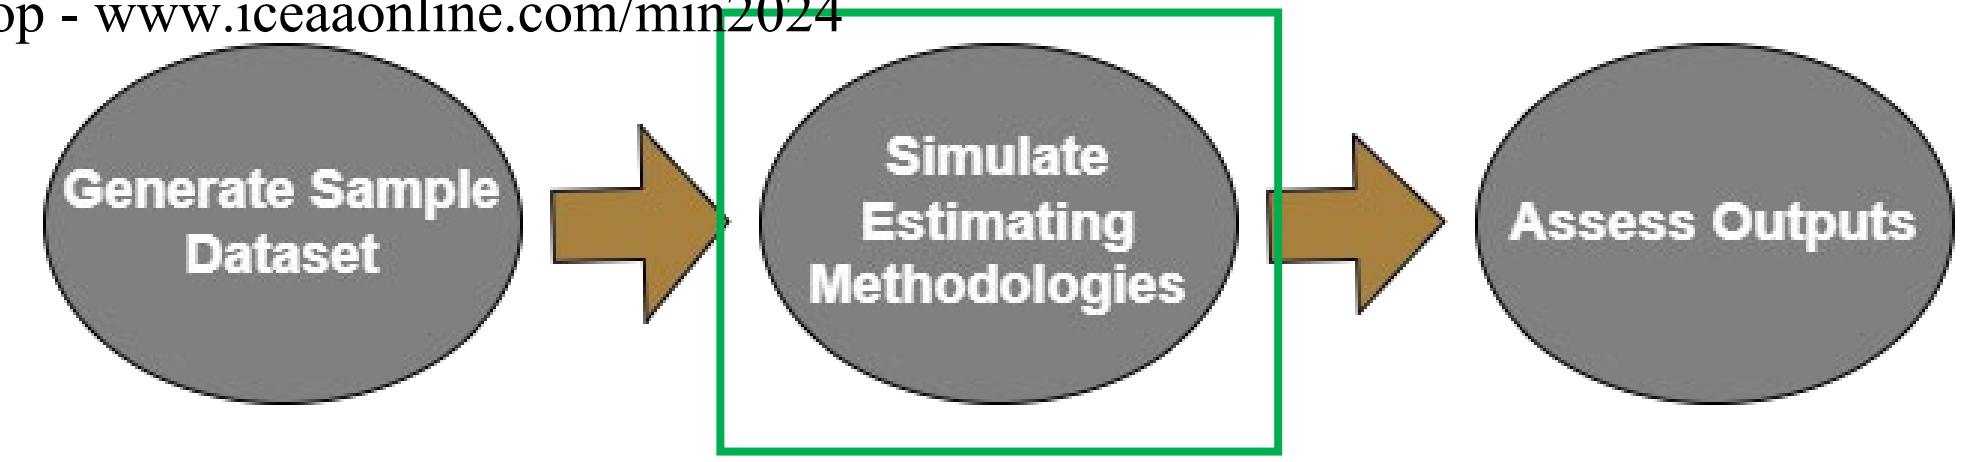 op - www.iceaaonline.com/min2024
Generate Sample
Dataset
Simulate
Estimating
Methodologies
Assess Outputs